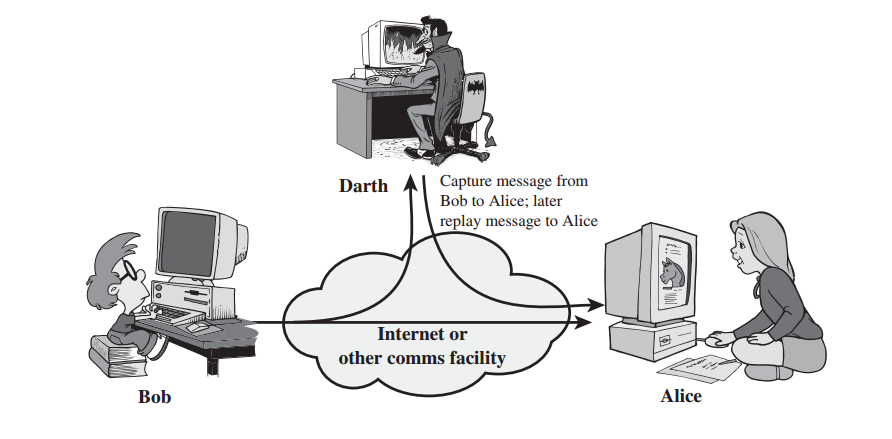 Darth
Capture message from
Bob to Alice; later
replay message to Alice
Internet or
other comms facility
Bob
Alice